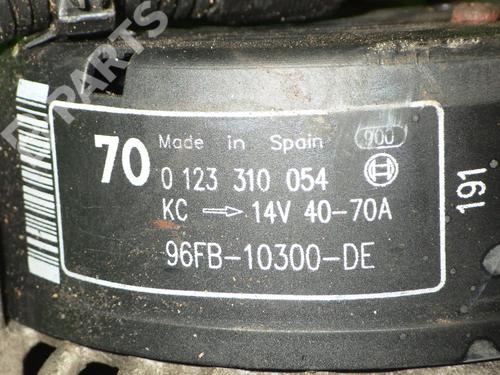 70 Made in Spain 900
0 123 310 054
KC → 14V 40-70A
96FB-10300-DE
191
B-PARTS